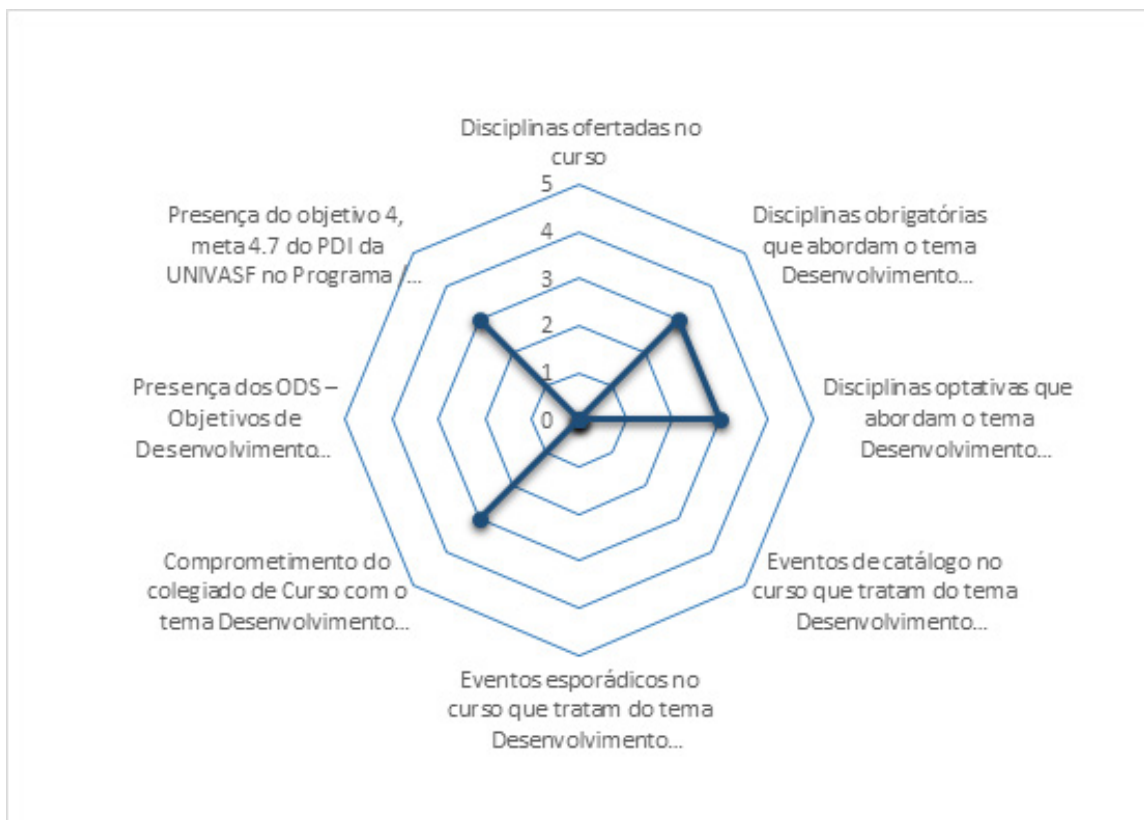 Disciplinas ofertadas no
curso
5
4
3
2
1
0
Disciplinas obrigatórias
que abordam o tema
Desenvolvimento...
Disciplinas optativas que
abordam o tema
Desenvolvimento...
Eventos de catálogo no
curso que tratam do tema
Desenvolvimento...
Eventos esporádicos no
curso que tratam do tema
Desenvolvimento...
Comprometimento do
colegiado de Curso com o
tema Desenvolvimento...
Presença dos ODS –
Objetivos de
Desenvolvimento...
Presença do objetivo 4,
meta 4.7 do PDI da
UNIVASF no Programa /...